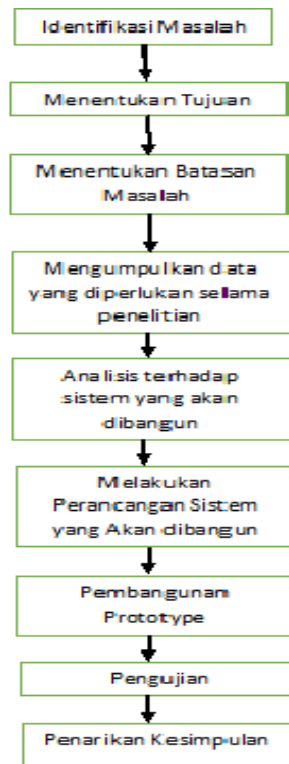 Identifikasi Masalah
Menentukan Tujuan
Menentukan Batasan
Masalah
Mengumpulkan data
yang diperlukan selama
penelitian
Analisis terhadap
sistem yang akan
dibangun
Melakukan
Perancangan Sistem
yang Akan dibangun
Pembangunan
Prototype
Pengujian
Penarikan Kesimpulan